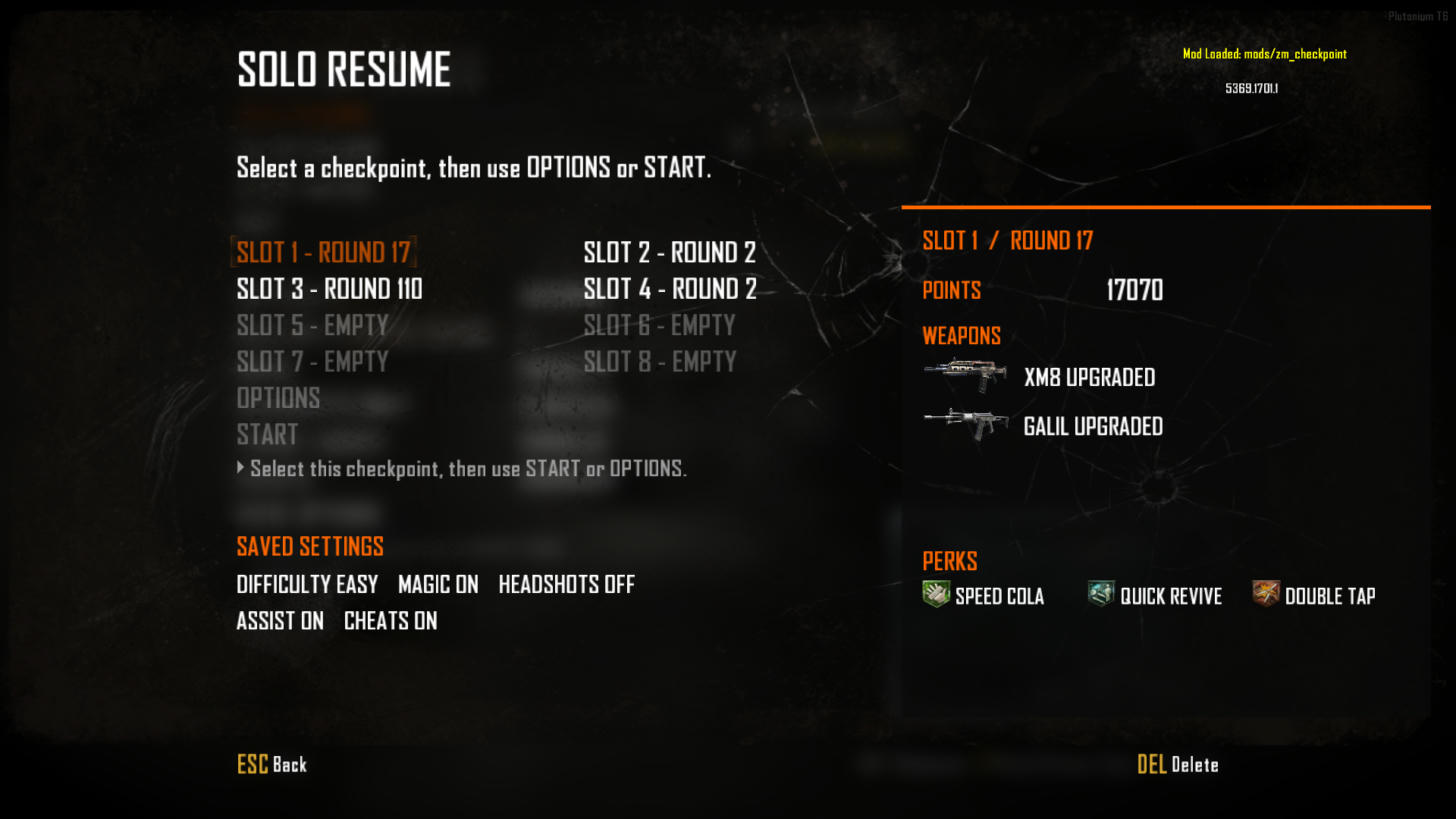 Plutonium T6
SOLO RESUME
Mod Loaded: mods/zm_checkpoint
5369.1701.1
Select a checkpoint, then use OPTIONS or START.
SLOT 1 - ROUND 17
SLOT 2 - ROUND 2
SLOT 3 - ROUND 110
SLOT 4 - ROUND 2
SLOT 5 - EMPTY
SLOT 6 - EMPTY
SLOT 7 - EMPTY
SLOT 8 - EMPTY
OPTIONS
START
Select this checkpoint, then use START or OPTIONS.
SAVED SETTINGS
DIFFICULTY EASY MAGIC ON HEADSHOTS OFF
ASSIST ON CHEATS ON
SLOT 1 / ROUND 17
POINTS 17070
WEAPONS
XM8 UPGRADED
GALIL UPGRADED
PERKS
SPEED COLA QUICK REVIVE DOUBLE TAP
ESC Back
DEL Delete